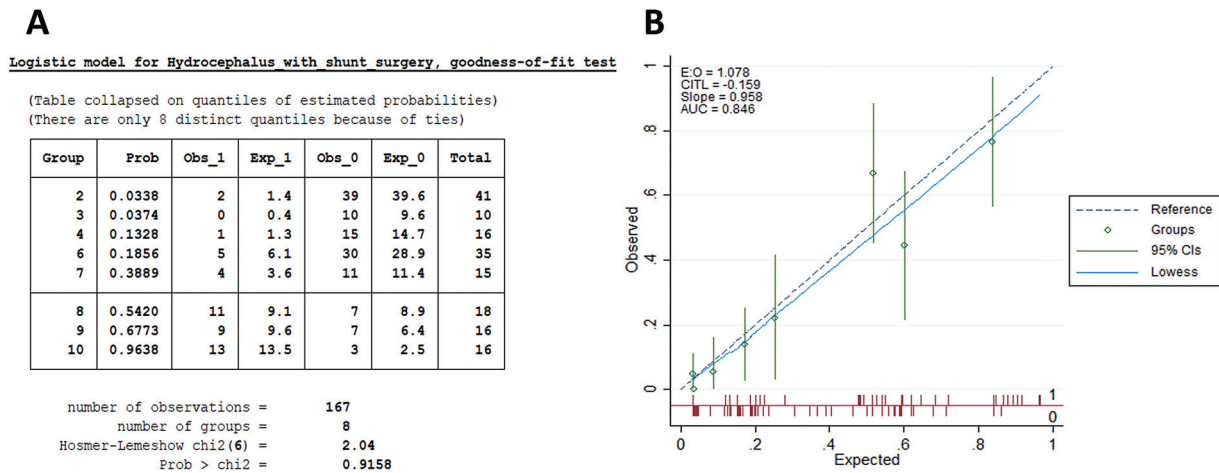 A
Logistic model for Hydrocephalus_with_shunt_surgery, goodness-of-fit test
(Table collapsed on quantiles of estimated probabilities)
(There are only 8 distinct quantiles because of ties)
Group Prob Obs_1 Exp_1 Obs_0 Exp_0 Total
2 0.0338 2 1.4 39 39.6 41
3 0.0374 0 0.4 10 9.6 10
4 0.1328 1 1.3 15 14.7 16
6 0.1856 5 6.1 30 28.9 35
7 0.3889 4 3.6 11 11.4 15
8 0.5420 11 9.1 7 8.9 18
9 0.6773 9 9.6 7 6.4 16
10 0.9638 13 13.5 3 2.5 16
number of observations = 167
number of groups = 8
Hosmer-Lemeshow chi2(6) = 2.04
Prob > chi2 = 0.9158
B
E:O = 1.078
CITL = -0.159
Slope = 0.958
AUC = 0.846
Observed
1
.8
.6
.4
.2
0
1
0
0 .2 .4 .6 .8 1
Expected
Reference
Groups
95% CIs
Lowess